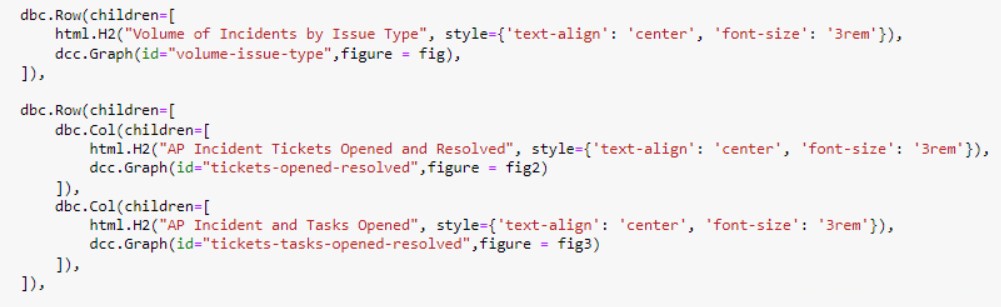 dbc.Row(children=[
    html.H2("Volume of Incidents by Issue Type", style={'text-align': 'center', 'font-size': '3rem'}),
    dcc.Graph(id="volume-issue-type",figure = fig),
]),

dbc.Row(children=[
    dbc.Col(children=[
        html.H2("AP Incident Tickets Opened and Resolved", style={'text-align': 'center', 'font-size': '3rem'}),
        dcc.Graph(id="tickets-opened-resolved",figure = fig2)
    ]),
    dbc.Col(children=[
        html.H2("AP Incident and Tasks Opened", style={'text-align': 'center', 'font-size': '3rem'}),
        dcc.Graph(id="tickets-tasks-opened-resolved",figure = fig3)
    ]),
]),